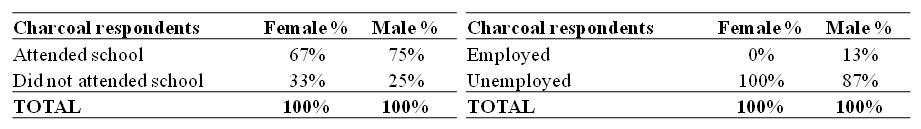 Charcoal respondents Female % Male % Charcoal respondents Female % Male %
Attended school 67% 75% Employed 0% 13%
Did not attended school 33% 25% Unemployed 100% 87%
TOTAL 100% 100% TOTAL 100% 100%